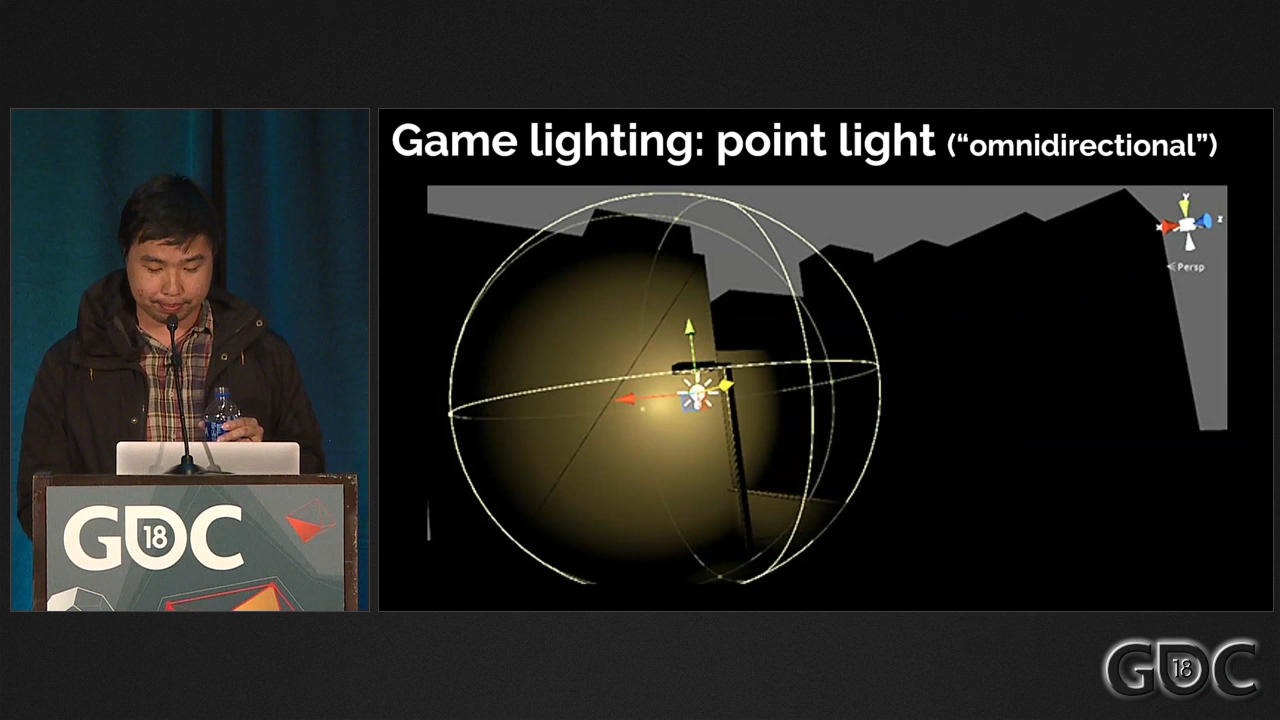 Game lighting: point light (“omnidirectional”)
y
x
z
Persp
GDC
18
GDC
18